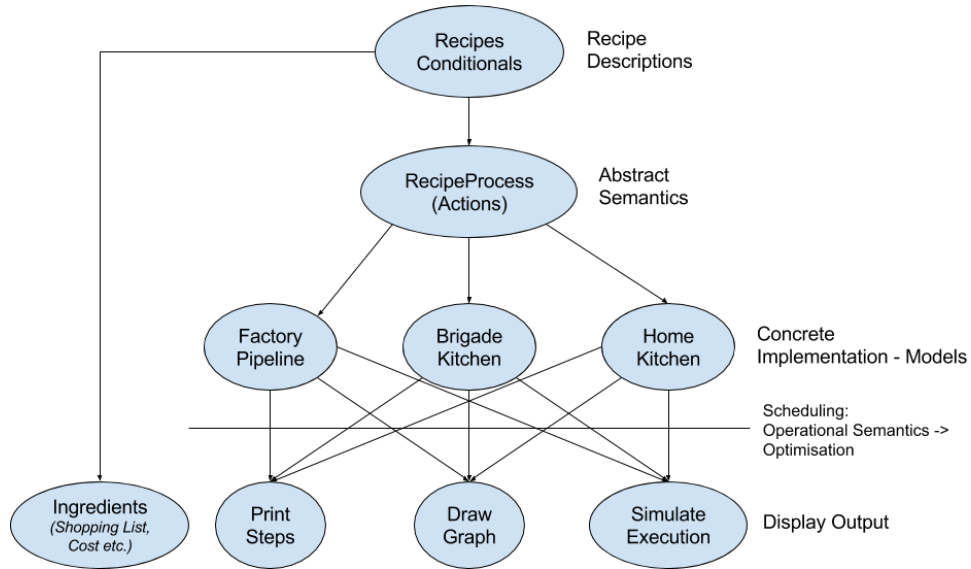 Recipes
Conditionals
Recipe
Descriptions
RecipeProcess
(Actions)
Abstract
Semantics
Factory
Pipeline
Brigade
Kitchen
Home
Kitchen
Concrete
Implementation - Models
Scheduling:
Operational Semantics ->
Optimisation
Ingredients
(Shopping List,
Cost etc.)
Print
Steps
Draw
Graph
Simulate
Execution
Display Output